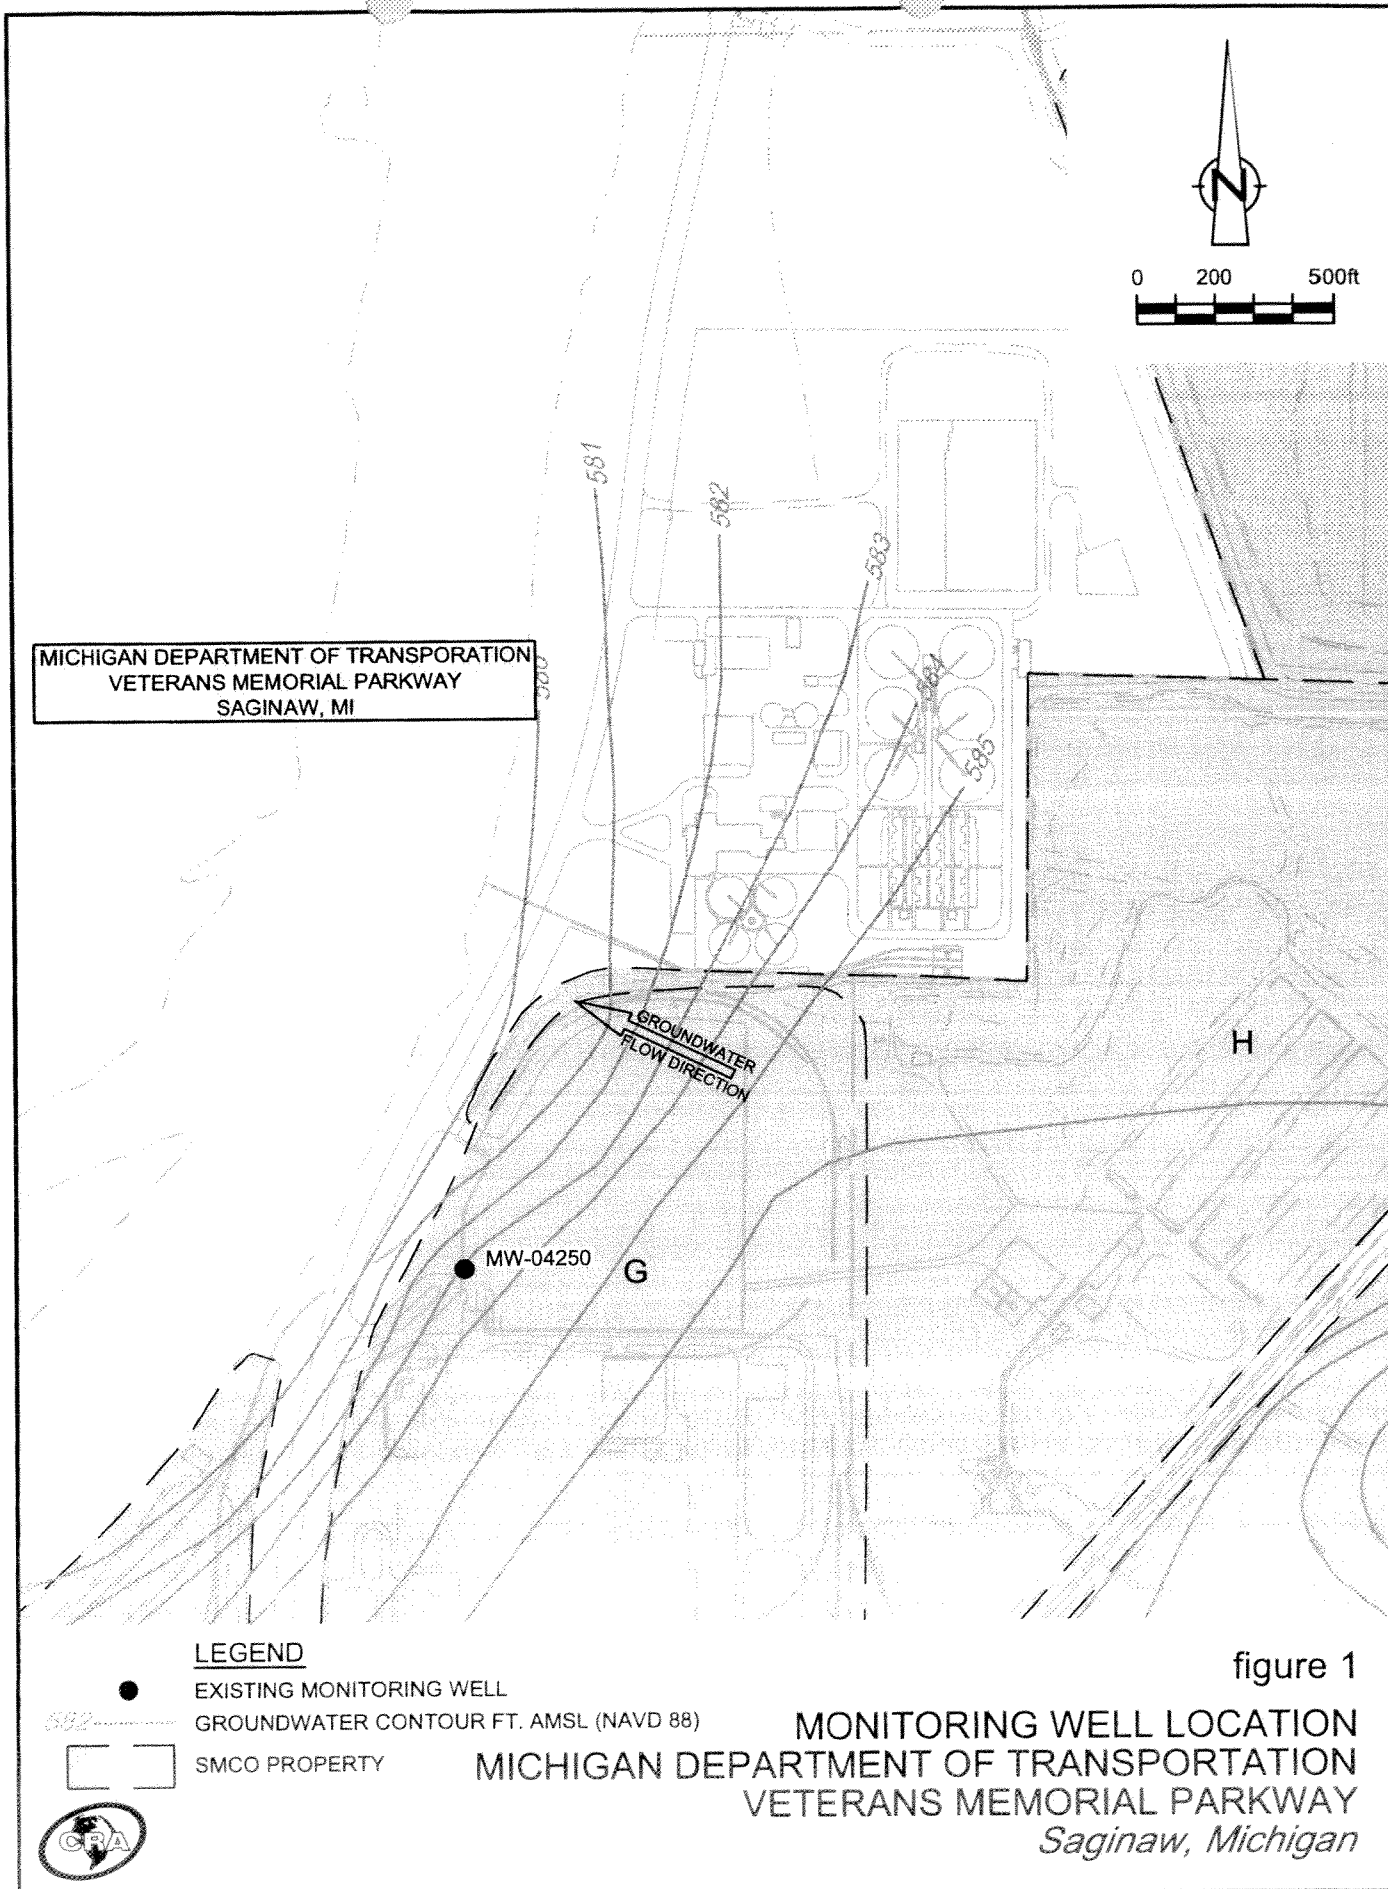 N
0 200 500ft
581
582
583
MICHIGAN DEPARTMENT OF TRANSPORATION
VETERANS MEMORIAL PARKWAY
SAGINAW, MI
580
584
585
GROUNDWATER
FLOW DIRECTION
H
MW-04250
G
LEGEND
EXISTING MONITORING WELL
582 GROUNDWATER CONTOUR FT. AMSL (NAVD 88)
SMCO PROPERTY
CRA
figure 1
MONITORING WELL LOCATION
MICHIGAN DEPARTMENT OF TRANSPORTATION
VETERANS MEMORIAL PARKWAY
Saginaw, Michigan